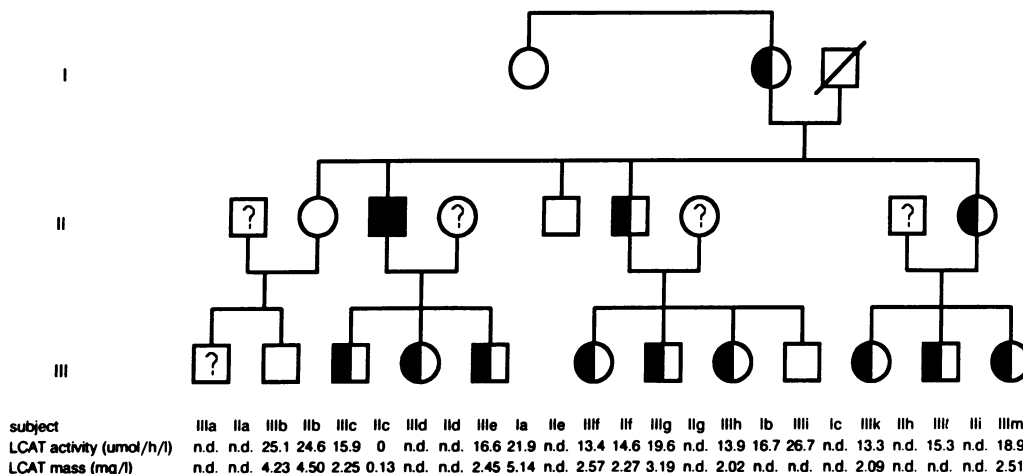 I
II ? ? ? ?
III ?
subject IIIa IIa IIIb IIb IIIc IIc IIId IId IIIe Ia IIe IIIf IIf IIIg IIg IIIh Ib IIIi Ic IIIk IIh IIIl IIi IIIm
LCAT activity (umol/h/l) n.d. n.d. 25.1 24.6 15.9 0 n.d. n.d. 16.6 21.9 n.d. 13.4 14.6 19.6 n.d. 13.9 16.7 26.7 n.d. 13.3 n.d. 15.3 n.d. 18.9
LCAT mass (mg/l) n.d. n.d. 4.23 4.50 2.25 0.13 n.d. n.d. 2.45 5.14 n.d. 2.57 2.27 3.19 n.d. 2.02 n.d. n.d. n.d. 2.09 n.d. n.d. n.d. 2.51